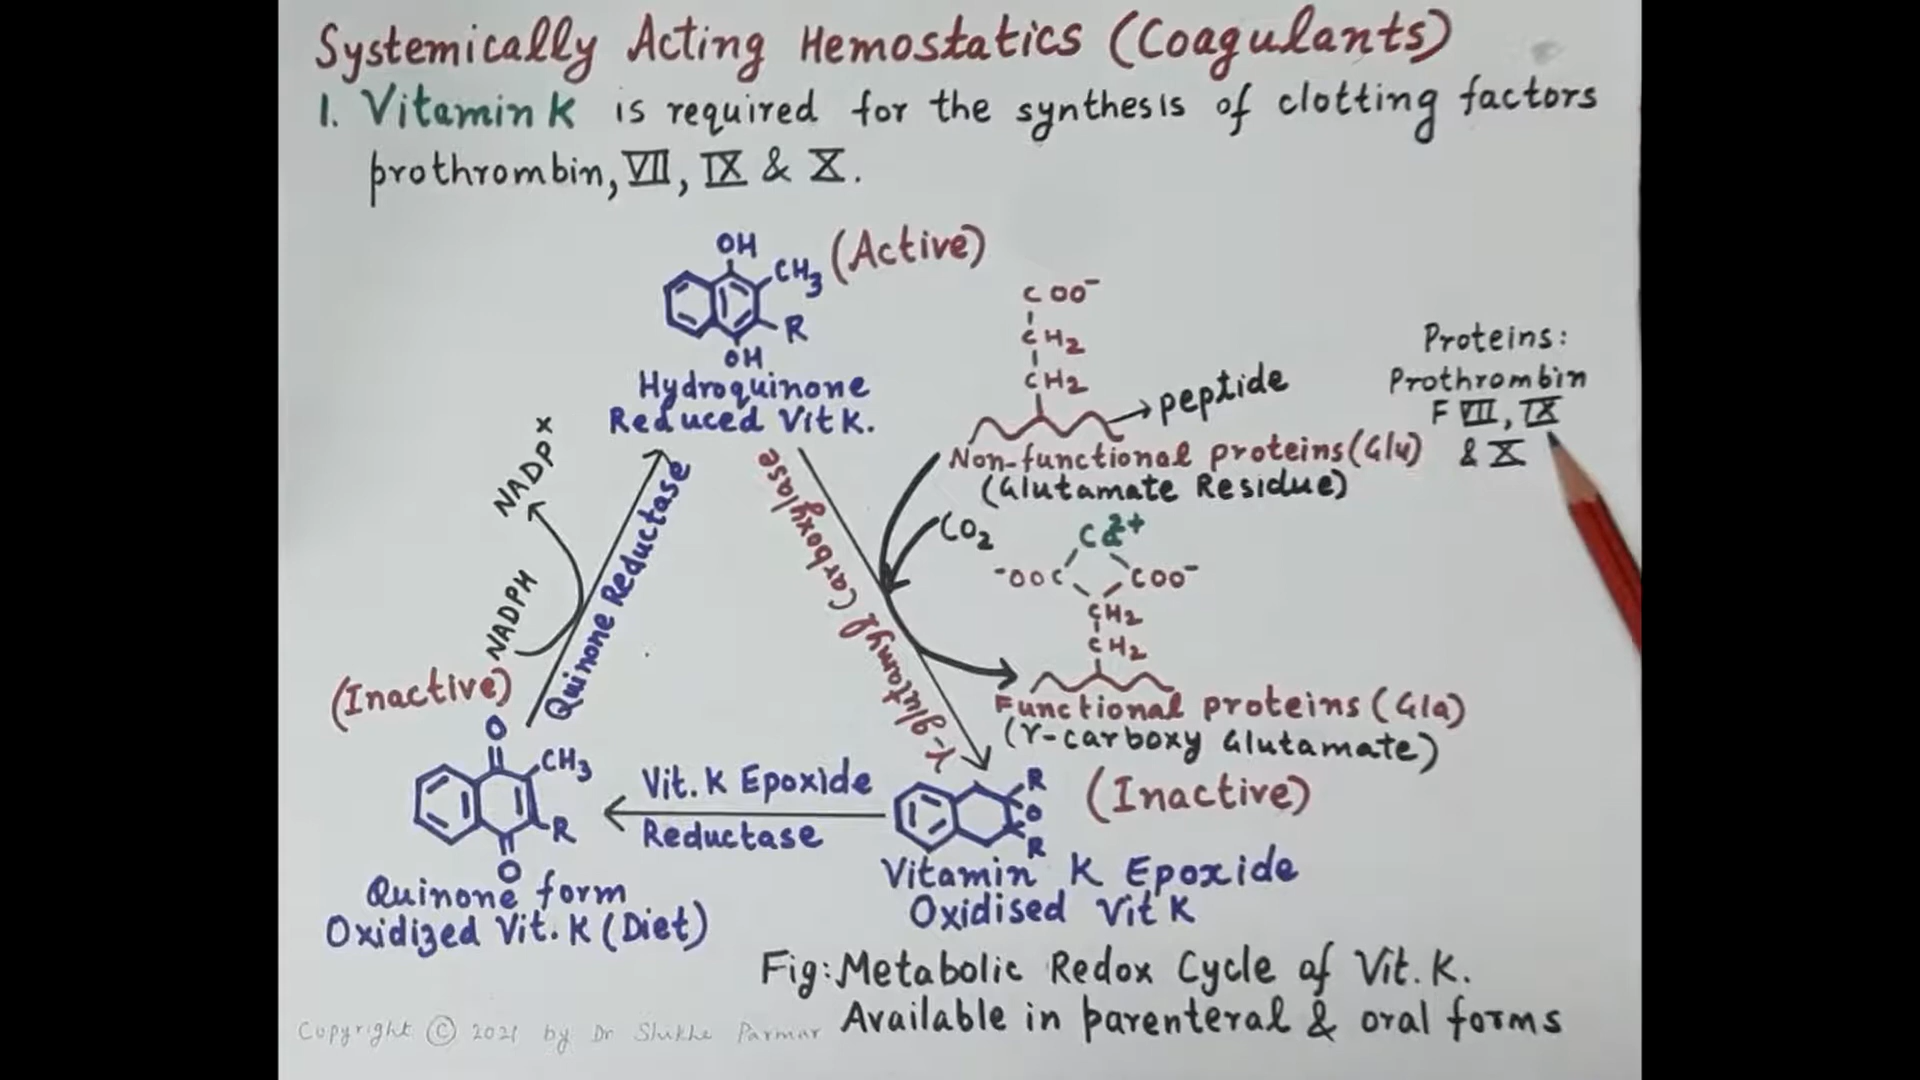 Systemically Acting Hemostatics (Coagulants)
1. Vitamin K is required for the synthesis of clotting factors
prothrombin, VII, IX & X.
OH
CH3
(Active)
R
OH
Hydroquinone
Reduced Vit K.
COO-
CH2
CH2
peptide
Non-functional proteins (Glu)
(Glutamate Residue)
Proteins:
Prothrombin
F VII, IX
& X
NADPH
Quinone Reductase
γ-glutamyl Carboxylase
CO2
Ca2+
-OOC COO-
CH2
CH2
Functional proteins (Gla)
(γ-carboxy Glutamate)
(Inactive)
O
CH3
R
O
Quinone form
Oxidized Vit. K (Diet)
Vit. K Epoxide
Reductase
R
O
R
(Inactive)
Vitamin K Epoxide
Oxidised Vit K
Fig: Metabolic Redox Cycle of Vit. K.
Available in parenteral & oral forms
Copyright © 2021 by Dr Parmar